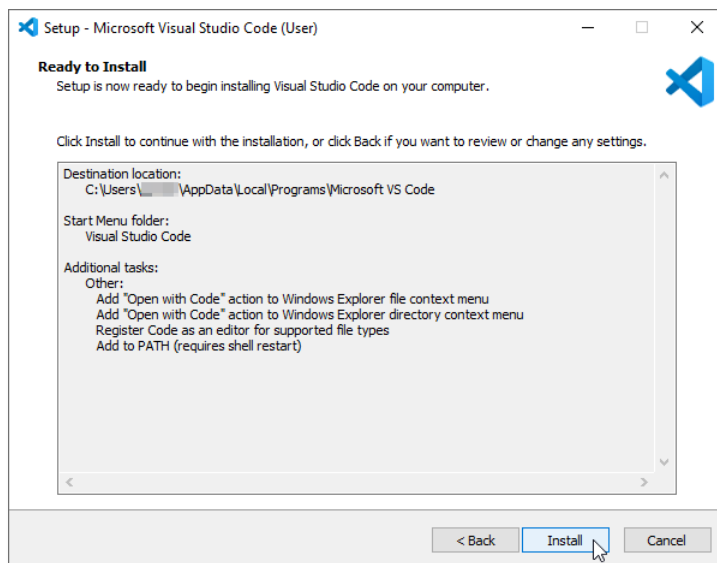 Setup - Microsoft Visual Studio Code (User)
Ready to Install
Setup is now ready to begin installing Visual Studio Code on your computer.
Click Install to continue with the installation, or click Back if you want to review or change any settings.
Destination location:
C:\Users\ \AppData\Local\Programs\Microsoft VS Code
Start Menu folder:
Visual Studio Code
Additional tasks:
Other:
Add "Open with Code" action to Windows Explorer file context menu
Add "Open with Code" action to Windows Explorer directory context menu
Register Code as an editor for supported file types
Add to PATH (requires shell restart)
< Back Install Cancel